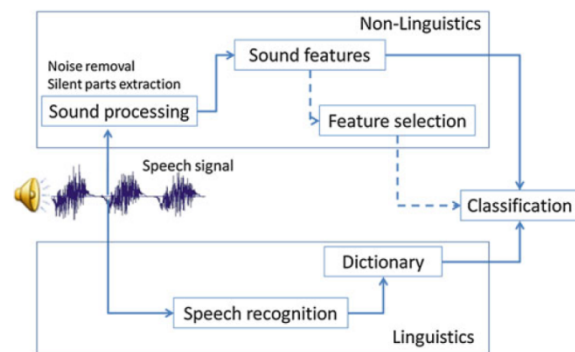 Non-Linguistics
Noise removal
Silent parts extraction
Sound processing
Sound features
Feature selection
Speech signal
Classification
Dictionary
Speech recognition
Linguistics